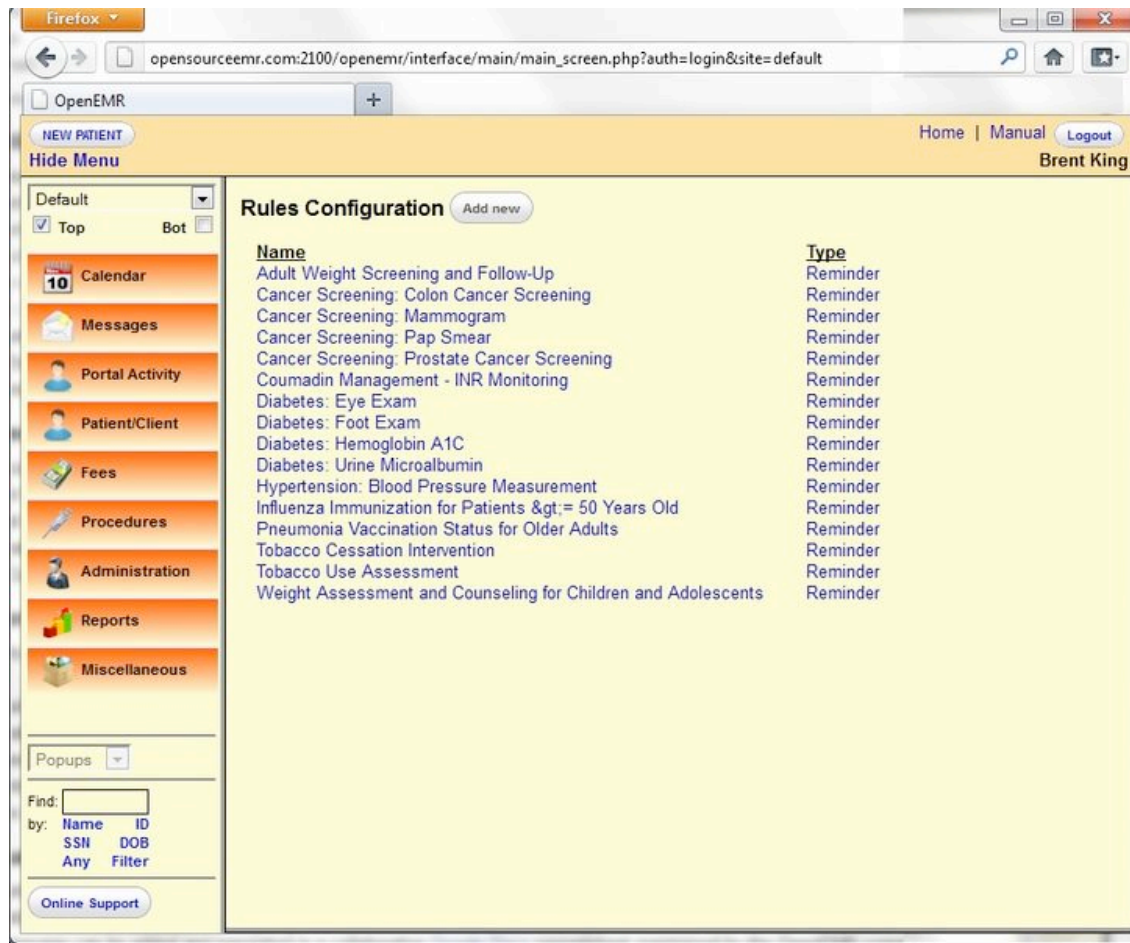 Firefox
opensourceemr.com:2100/openemr/interface/main/main_screen.php?auth=login&site=default
OpenEMR
NEW PATIENT
Home | Manual Logout
Hide Menu
Brent King
Default
Top Bot
10 Calendar
Messages
Portal Activity
Patient/Client
Fees
Procedures
Administration
Reports
Miscellaneous
Popups
Find:
by: Name ID
SSN DOB
Any Filter
Online Support
Rules Configuration Add new
Name Type
Adult Weight Screening and Follow-Up Reminder
Cancer Screening: Colon Cancer Screening Reminder
Cancer Screening: Mammogram Reminder
Cancer Screening: Pap Smear Reminder
Cancer Screening: Prostate Cancer Screening Reminder
Coumadin Management - INR Monitoring Reminder
Diabetes: Eye Exam Reminder
Diabetes: Foot Exam Reminder
Diabetes: Hemoglobin A1C Reminder
Diabetes: Urine Microalbumin Reminder
Hypertension: Blood Pressure Measurement Reminder
Influenza Immunization for Patients &gt;= 50 Years Old Reminder
Pneumonia Vaccination Status for Older Adults Reminder
Tobacco Cessation Intervention Reminder
Tobacco Use Assessment Reminder
Weight Assessment and Counseling for Children and Adolescents Reminder